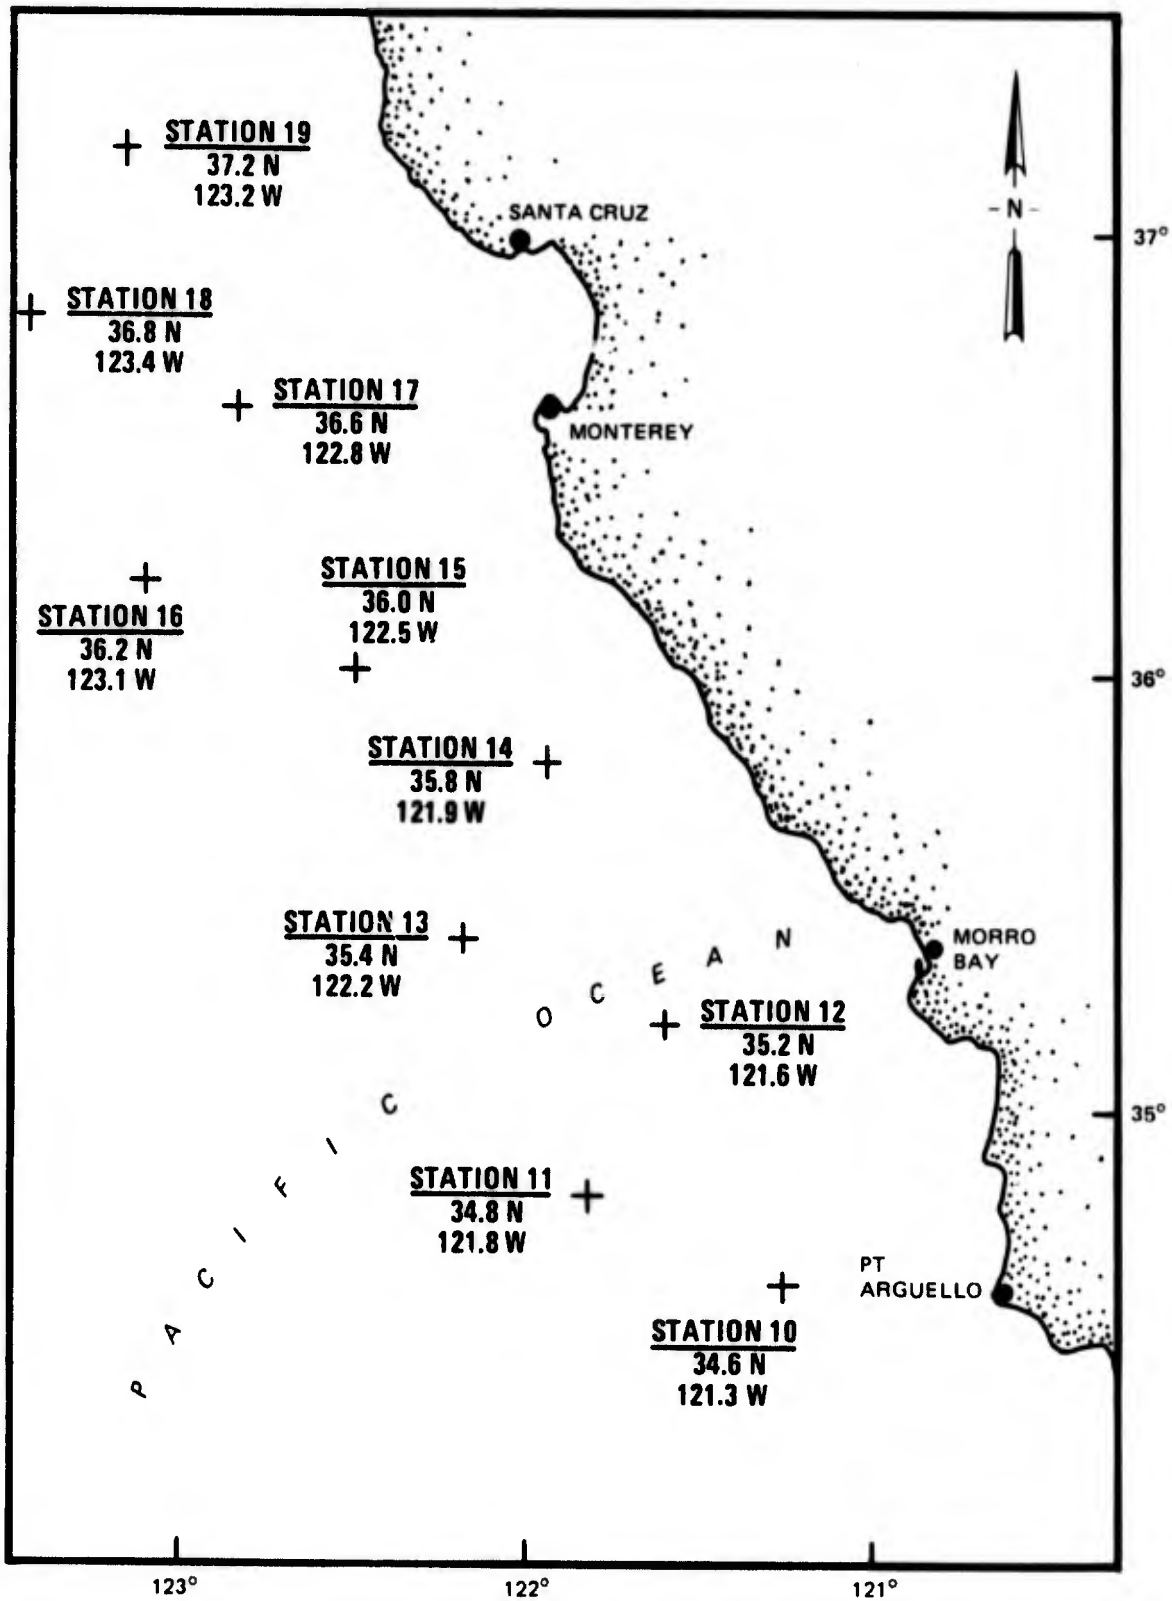 STATION 19
37.2 N
123.2 W
SANTA CRUZ
- N -
37°
STATION 18
36.8 N
123.4 W
STATION 17
36.6 N
122.8 W
MONTEREY
STATION 15
36.0 N
122.5 W
STATION 16
36.2 N
123.1 W
36°
STATION 14
35.8 N
121.9 W
STATION 13
35.4 N
122.2 W
MORRO
BAY
PACIFIC OCEAN
STATION 12
35.2 N
121.6 W
35°
STATION 11
34.8 N
121.8 W
PT
ARGUELLO
STATION 10
34.6 N
121.3 W
123°
122°
121°